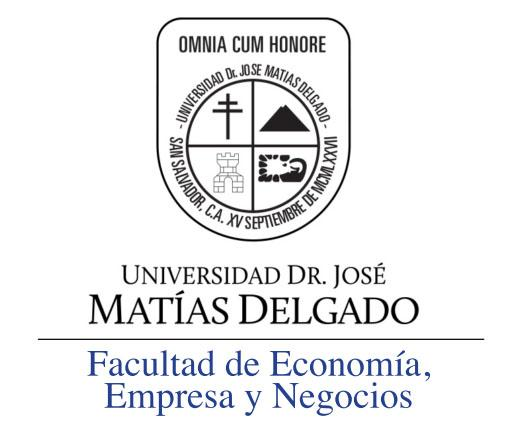 OMNIA CUM HONORE
- UNIVERSIDAD Dr. JOSE MATIAS DELGADO -
SAN SALVADOR, C.A. XV SEPTIEMBRE DE MCMLXXVII
UNIVERSIDAD DR. JOSÉ
MATÍAS DELGADO
Facultad de Economía,
Empresa y Negocios